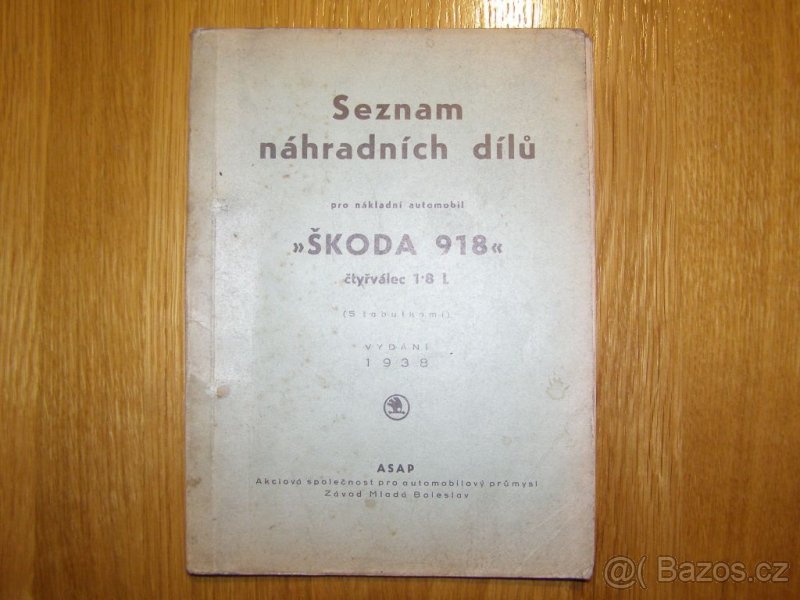 Seznam
náhradních dílů
pro nákladní automobil
»ŠKODA 918«
čtyřválec 1·8 l.
(S tabulkami)
VYDÁNÍ
1938
ASAP
Akciová společnost pro automobilový průmysl
Závod Mladá Boleslav
@( Bazos.cz